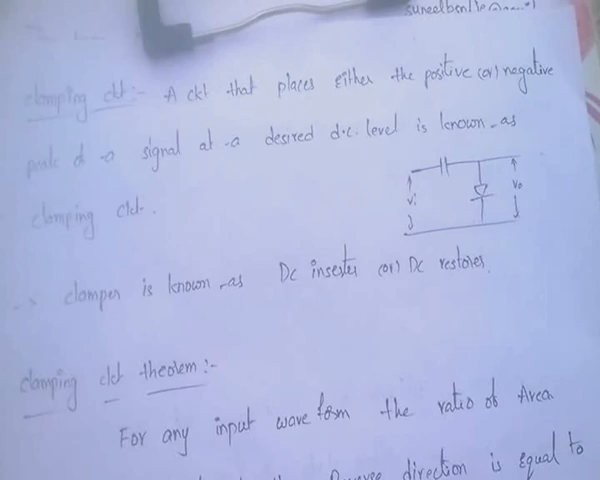 clamping ckt :- A ckt that places either the positive (or) negative
peak of a signal at a desired d.c. level is known as
clamping ckt.
Vi
Vo
-> clamper is known as Dc inserter (or) DC restorer.
clamping ckt theorem :-
For any input wave form the ratio of Area
direction is equal to